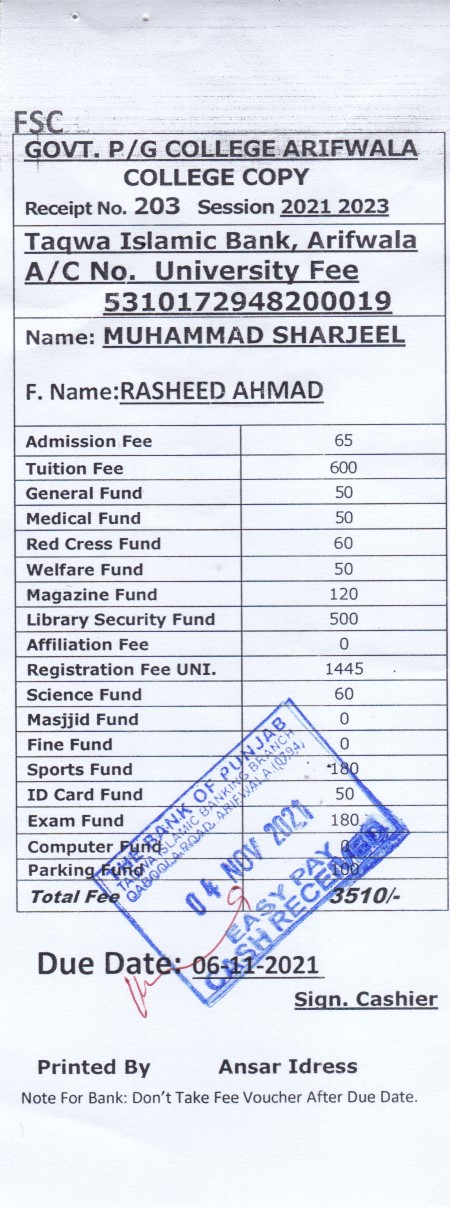 FSC
GOVT. P/G COLLEGE ARIFWALA
COLLEGE COPY
Receipt No. 203 Session 2021 2023
Taqwa Islamic Bank, Arifwala
A/C No. University Fee
5310172948200019
Name: MUHAMMAD SHARJEEL
F. Name:RASHEED AHMAD
Admission Fee 65
Tuition Fee 600
General Fund 50
Medical Fund 50
Red Cress Fund 60
Welfare Fund 50
Magazine Fund 120
Library Security Fund 500
Affiliation Fee 0
Registration Fee UNI. 1445
Science Fund 60
Masjjid Fund 0
Fine Fund 0
Sports Fund 180
ID Card Fund 50
Exam Fund 180
Computer Fund 0
Parking Fund 100
Total Fee 3510/-
THE BANK OF PUNJAB
TAQWA ISLAMIC BANKING BRANCH
QABOOLA ROAD, ARIFWALA (0794)
04 NOV 2021
EASY PAY
CASH RECEIVED
Due Date: 06-11-2021
Sign. Cashier
Printed By Ansar Idress
Note For Bank: Don't Take Fee Voucher After Due Date.